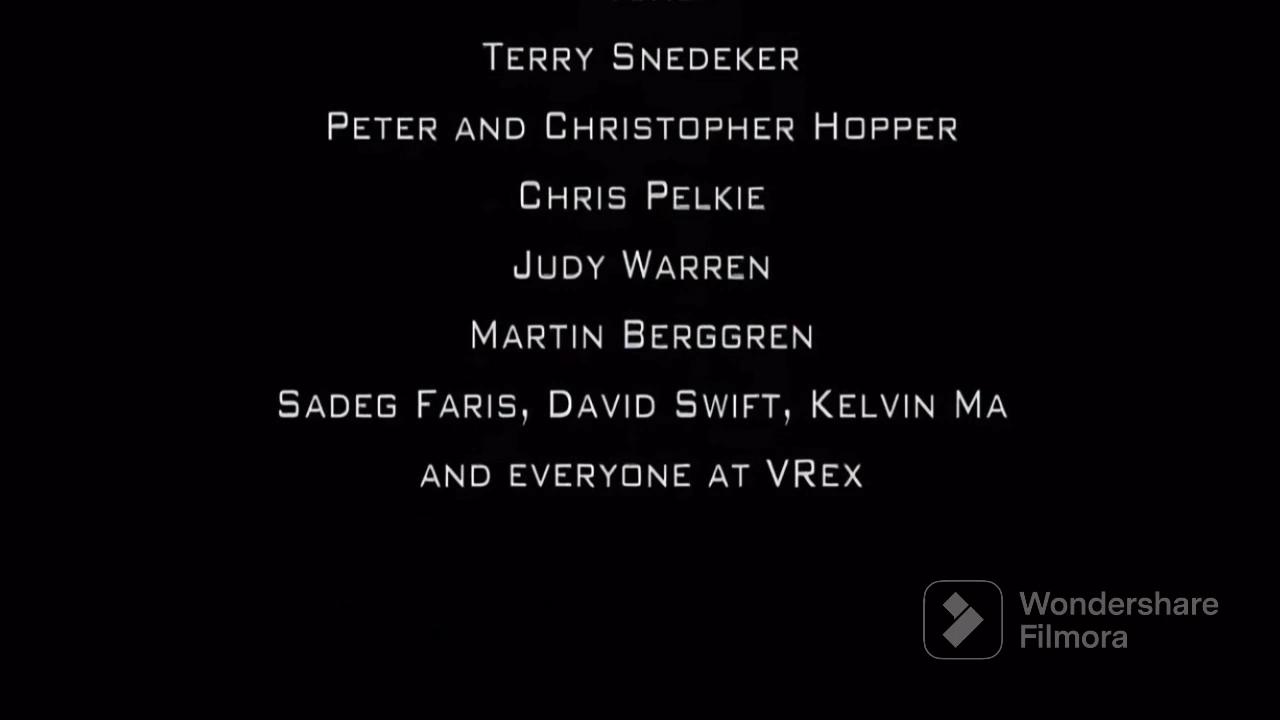 Terry Snedeker
Peter and Christopher Hopper
Chris Pelkie
Judy Warren
Martin Berggren
Sadeg Faris, David Swift, Kelvin Ma
and everyone at VRex
Wondershare
Filmora